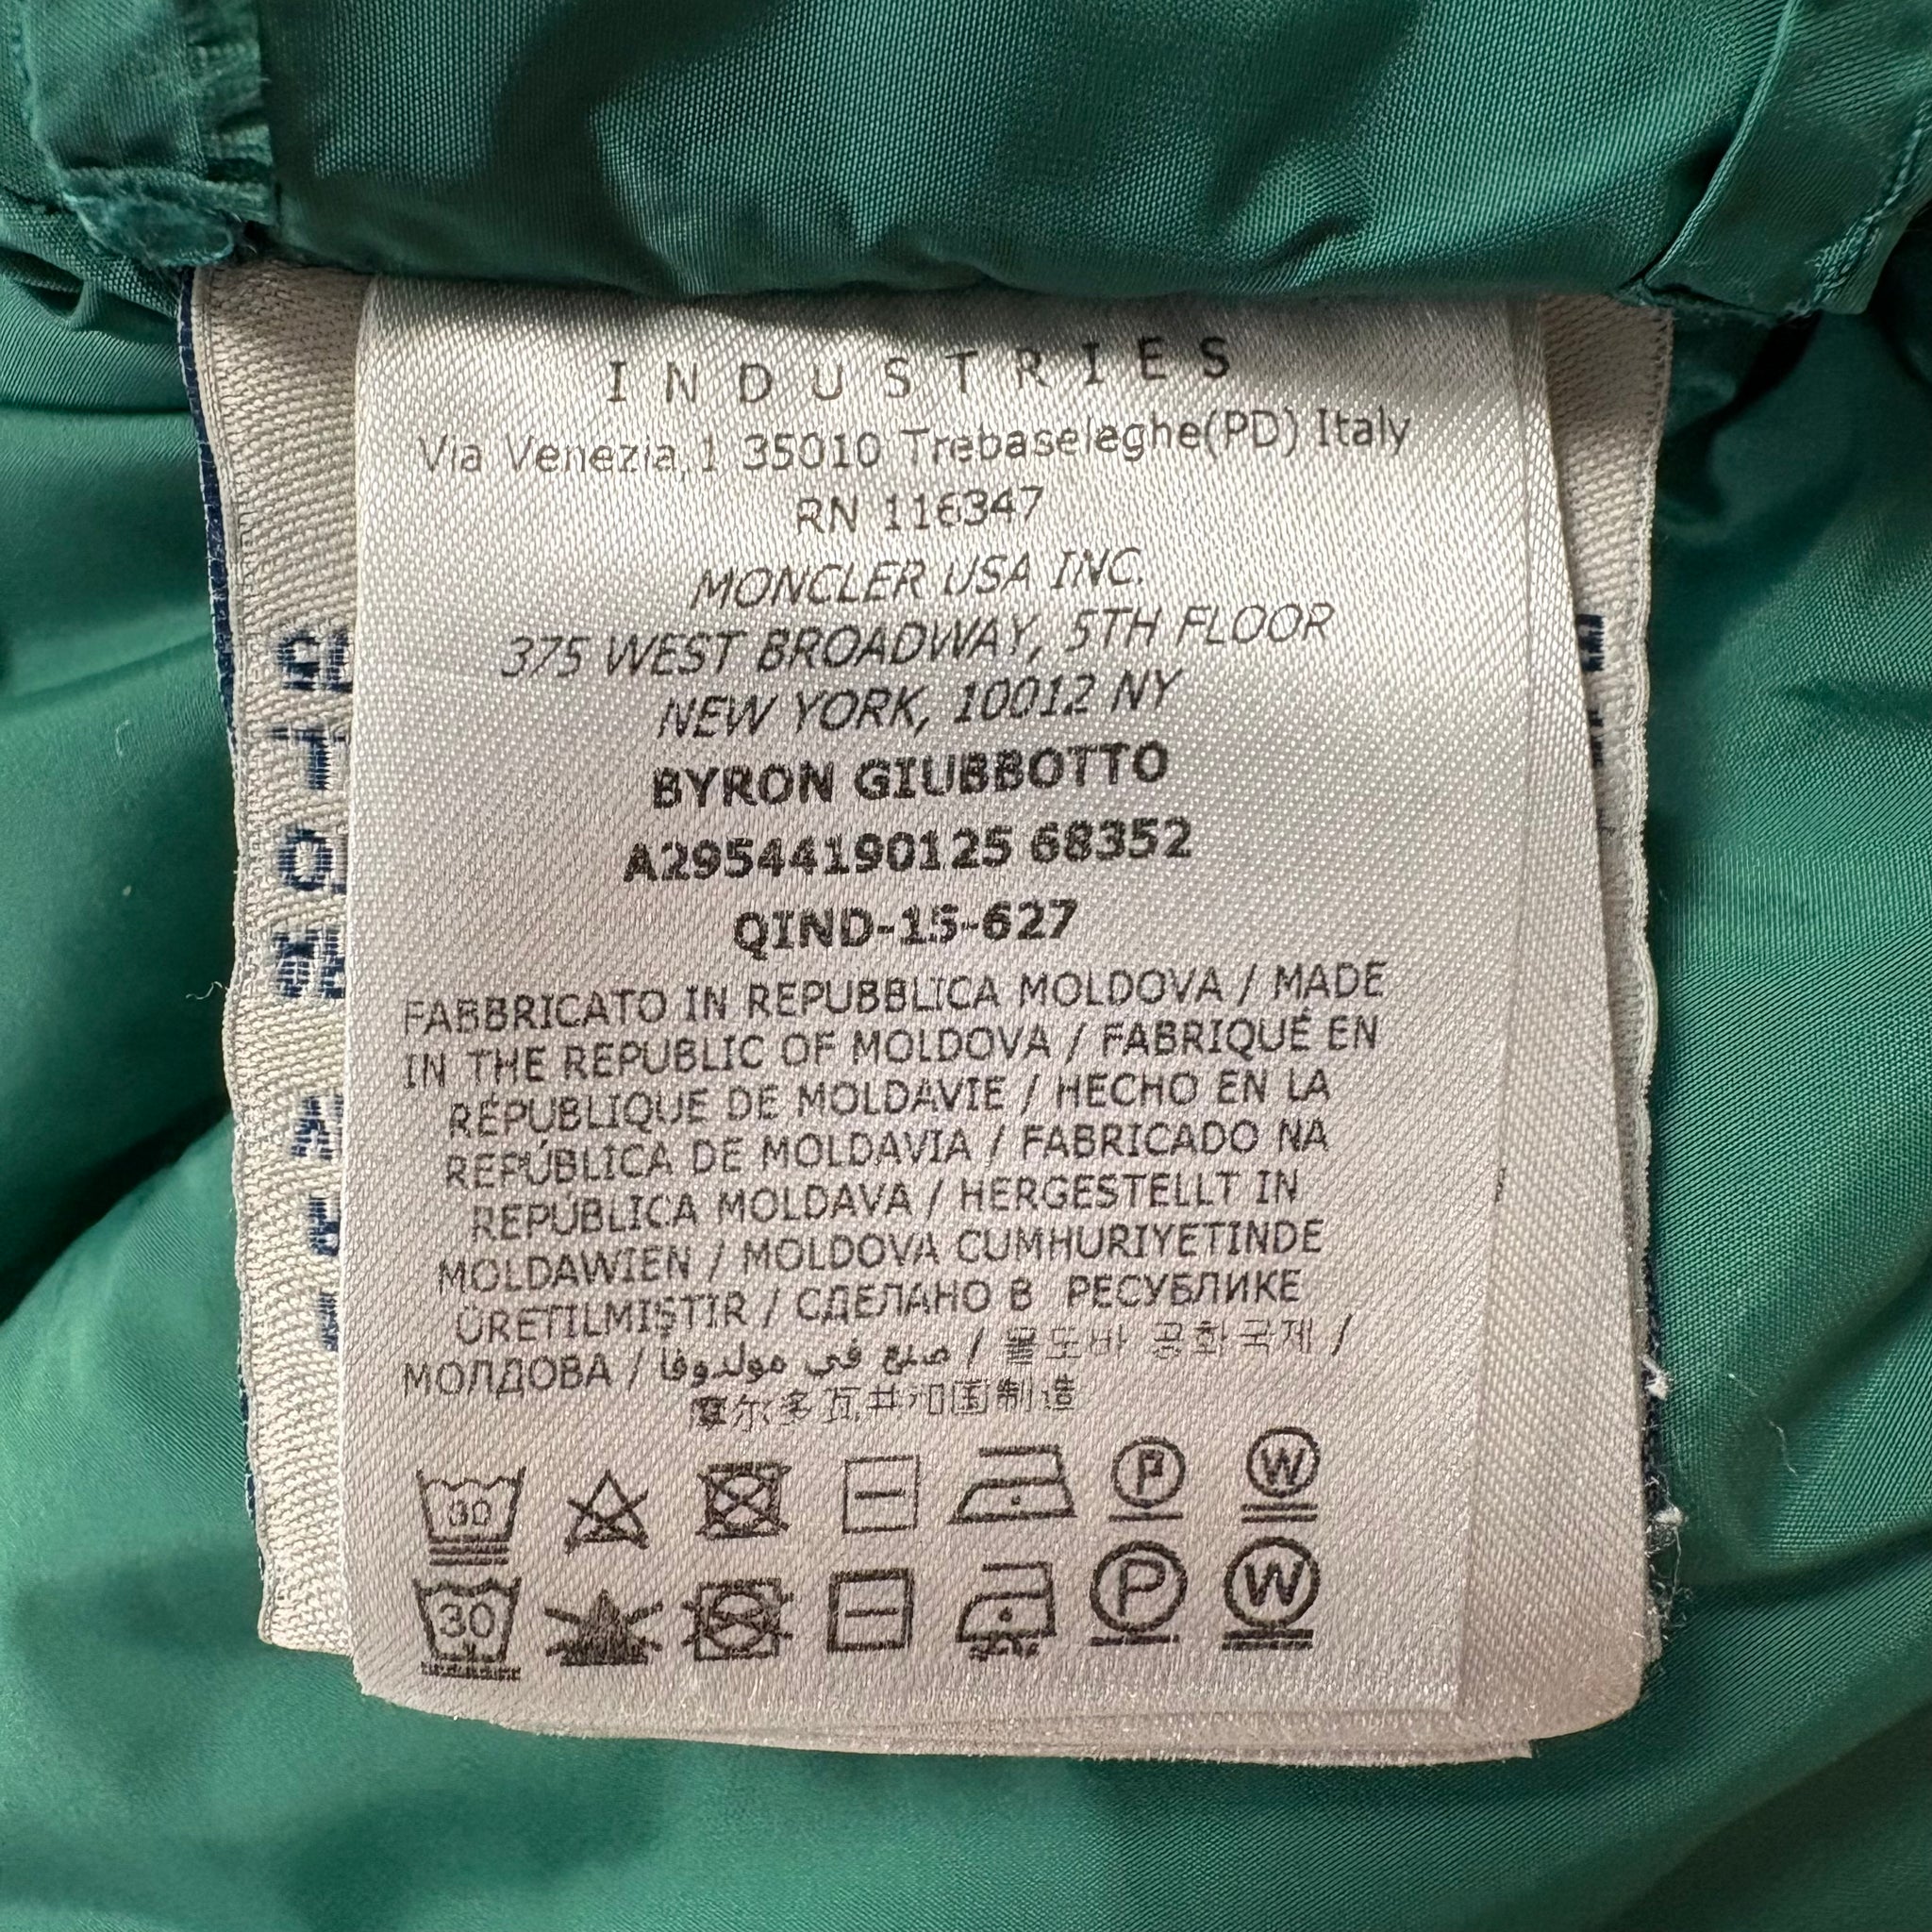 INDUSTRIES
Via Venezia,1 35010 Trebaseleghe(PD) Italy
RN 116347
MONCLER USA INC.
375 WEST BROADWAY, 5TH FLOOR
NEW YORK, 10012 NY
BYRON GIUBBOTTO
A29544190125 68352
QIND-15-627
FABBRICATO IN REPUBBLICA MOLDOVA / MADE
IN THE REPUBLIC OF MOLDOVA / FABRIQUÉ EN
RÉPUBLIQUE DE MOLDAVIE / HECHO EN LA
REPÚBLICA DE MOLDAVIA / FABRICADO NA
REPÚBLICA MOLDAVA / HERGESTELLT IN
MOLDAWIEN / MOLDOVA CUMHURIYETINDE
ÜRETILMIŞTIR / СДЕЛАНО В РЕСУБЛИКЕ
МОЛДОВА / صنع في مولدوفا / 몰도바 공화국제 /
摩尔多瓦共和国制造
30 P W
30 P W